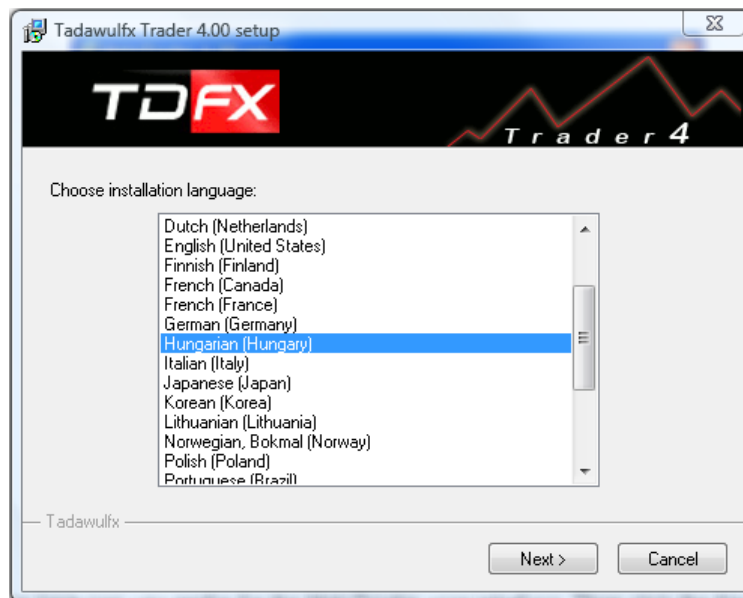 Tadawulfx Trader 4.00 setup
TDFX
Trader 4
Choose installation language:
Dutch (Netherlands)
English (United States)
Finnish (Finland)
French (Canada)
French (France)
German (Germany)
Hungarian (Hungary)
Italian (Italy)
Japanese (Japan)
Korean (Korea)
Lithuanian (Lithuania)
Norwegian, Bokmal (Norway)
Polish (Poland)
Portuguese (Brazil)
Tadawulfx
Next >
Cancel